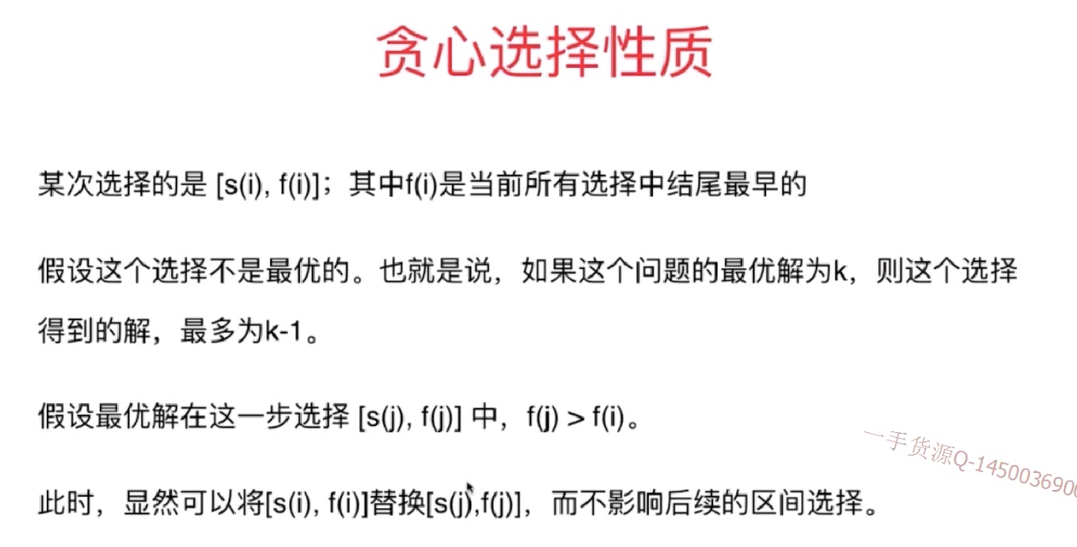 贪心选择性质
某次选择的是 [s(i), f(i)]；其中f(i)是当前所有选择中结尾最早的
假设这个选择不是最优的。也就是说，如果这个问题的最优解为k，则这个选择
得到的解，最多为k-1。
假设最优解在这一步选择 [s(j), f(j)] 中，f(j) > f(i)。
一手货源Q-1450036900
此时，显然可以将[s(i), f(i)]替换[s(j),f(j)]，而不影响后续的区间选择。